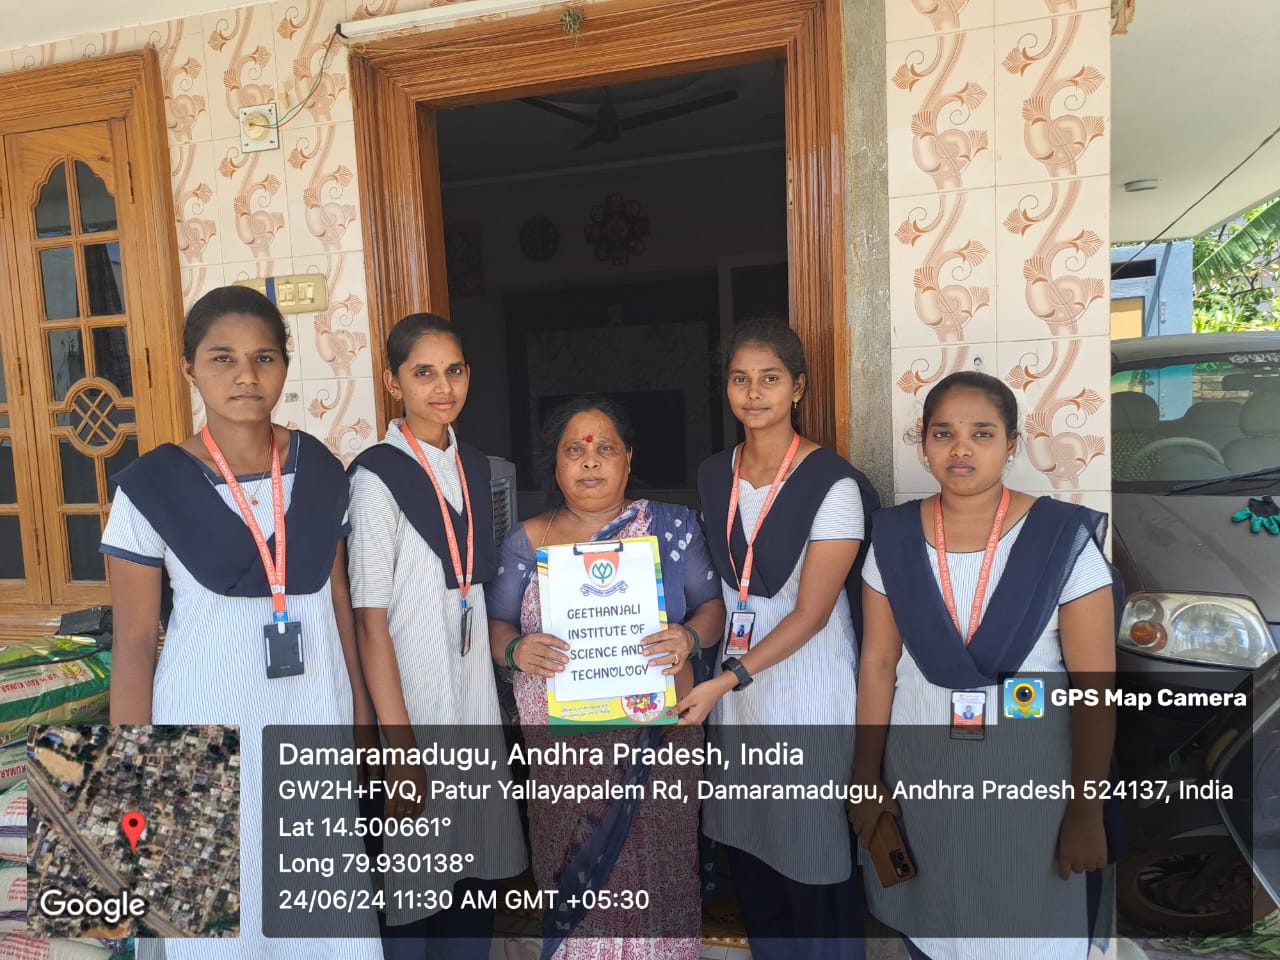 GEETHANJALI
INSTITUTE OF
SCIENCE AND
TECHNOLOGY
GPS Map Camera
Damaramadugu, Andhra Pradesh, India
GW2H+FVQ, Patur Yallayapalem Rd, Damaramadugu, Andhra Pradesh 524137, India
Lat 14.500661°
Long 79.930138°
24/06/24 11:30 AM GMT +05:30
Google